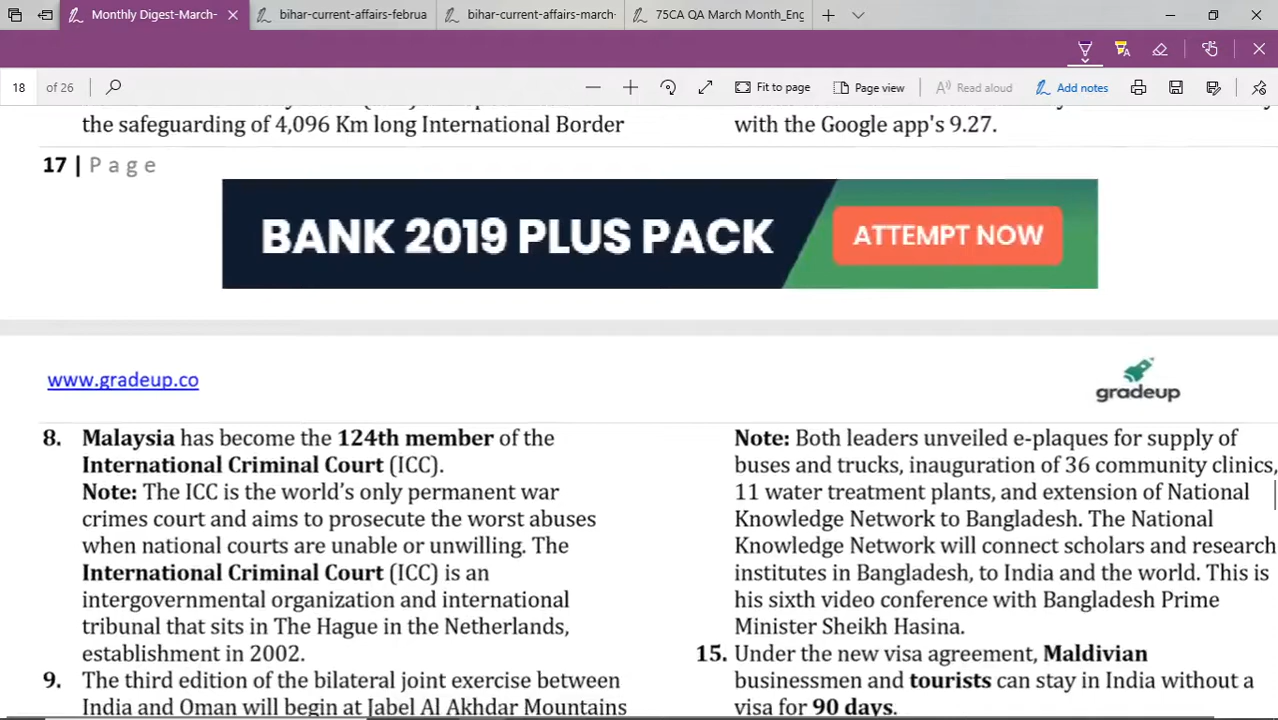 Monthly Digest-March-
bihar-current-affairs-februa
bihar-current-affairs-march-
75CA QA March Month_Eng
18 of 26
Fit to page
Page view
Read aloud
Add notes
the safeguarding of 4,096 Km long International Border
with the Google app's 9.27.
17 | Page
BANK 2019 PLUS PACK
ATTEMPT NOW
www.gradeup.co
gradeup
8. Malaysia has become the 124th member of the
International Criminal Court (ICC).
Note: The ICC is the world's only permanent war
crimes court and aims to prosecute the worst abuses
when national courts are unable or unwilling. The
International Criminal Court (ICC) is an
intergovernmental organization and international
tribunal that sits in The Hague in the Netherlands,
establishment in 2002.
9. The third edition of the bilateral joint exercise between
India and Oman will begin at Jabel Al Akhdar Mountains
Note: Both leaders unveiled e-plaques for supply of
buses and trucks, inauguration of 36 community clinics,
11 water treatment plants, and extension of National
Knowledge Network to Bangladesh. The National
Knowledge Network will connect scholars and research
institutes in Bangladesh, to India and the world. This is
his sixth video conference with Bangladesh Prime
Minister Sheikh Hasina.
15. Under the new visa agreement, Maldivian
businessmen and tourists can stay in India without a
visa for 90 days.